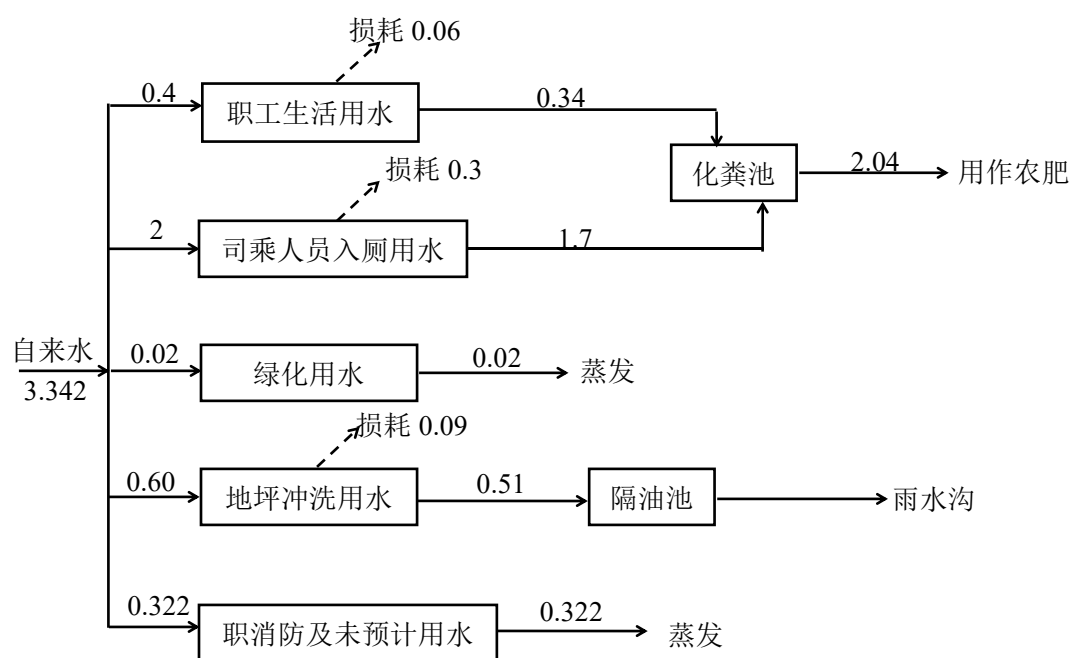 损耗 0.06
0.4
职工生活用水
0.34
化粪池
2.04
用作农肥
损耗 0.3
2
司乘人员入厕用水
1.7
自来水
3.342
0.02
绿化用水
0.02
蒸发
损耗 0.09
0.60
地坪冲洗用水
0.51
隔油池
雨水沟
0.322
职消防及未预计用水
0.322
蒸发